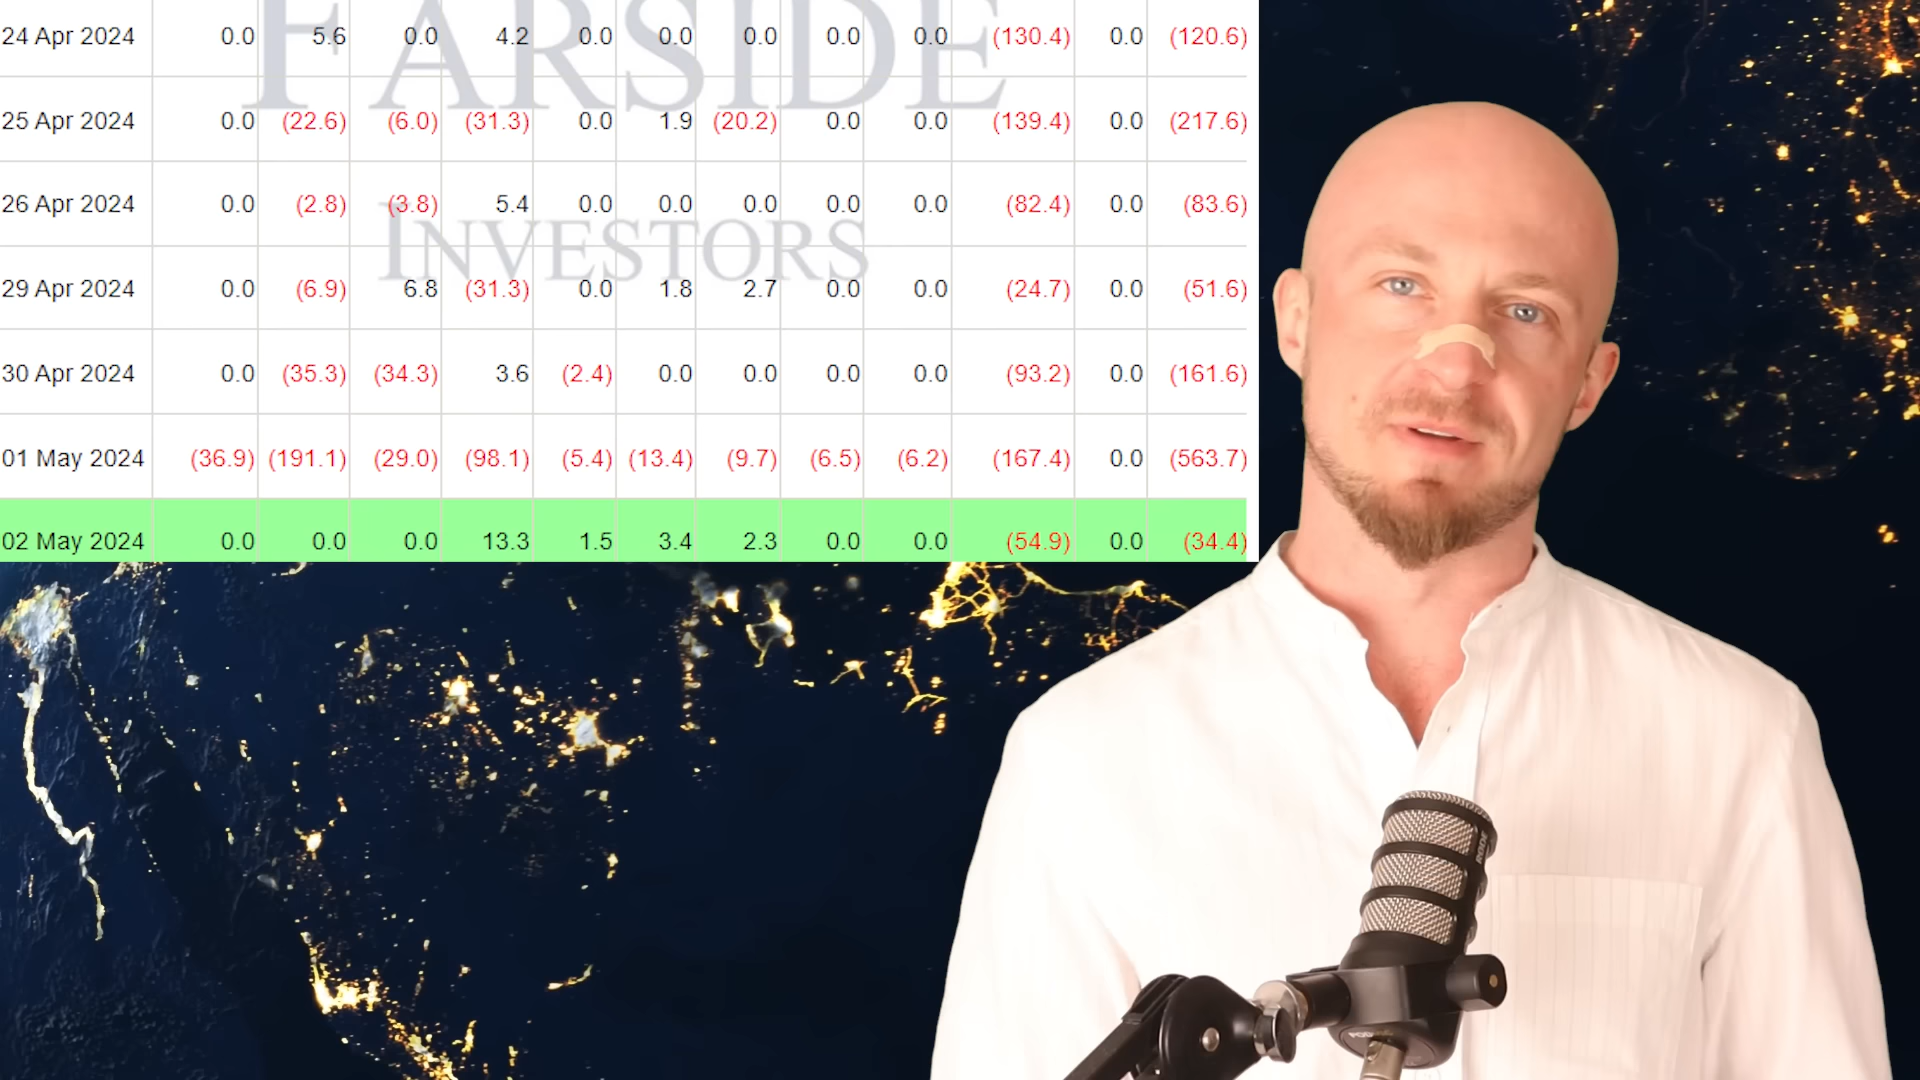 FARSIDE
INVESTORS
24 Apr 2024 0.0 5.6 0.0 4.2 0.0 0.0 0.0 0.0 0.0 (130.4) 0.0 (120.6)
25 Apr 2024 0.0 (22.6) (6.0) (31.3) 0.0 1.9 (20.2) 0.0 0.0 (139.4) 0.0 (217.6)
26 Apr 2024 0.0 (2.8) (3.8) 5.4 0.0 0.0 0.0 0.0 0.0 (82.4) 0.0 (83.6)
29 Apr 2024 0.0 (6.9) 6.8 (31.3) 0.0 1.8 2.7 0.0 0.0 (24.7) 0.0 (51.6)
30 Apr 2024 0.0 (35.3) (34.3) 3.6 (2.4) 0.0 0.0 0.0 0.0 (93.2) 0.0 (161.6)
01 May 2024 (36.9) (191.1) (29.0) (98.1) (5.4) (13.4) (9.7) (6.5) (6.2) (167.4) 0.0 (563.7)
02 May 2024 0.0 0.0 0.0 13.3 1.5 3.4 2.3 0.0 0.0 (54.9) 0.0 (34.4)
RODE